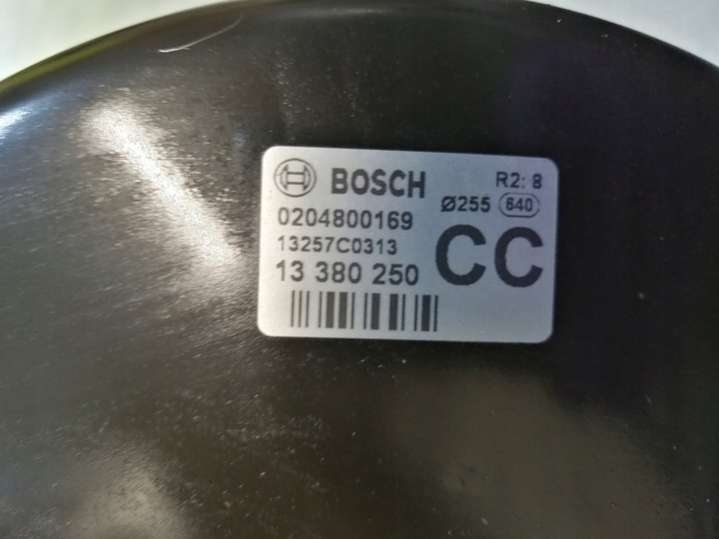 BOSCH R2: 8
0204800169 Ø255 640
13257C0313
13 380 250 CC